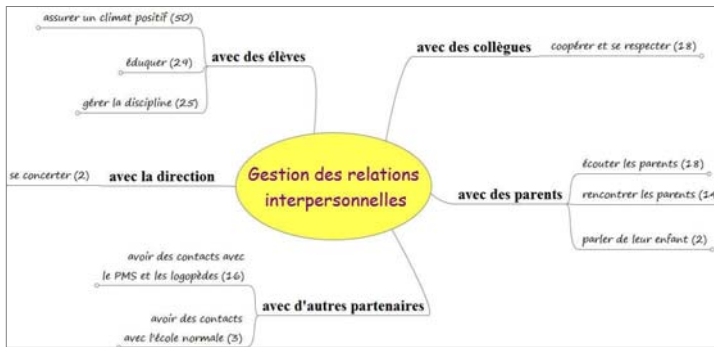 assurer un climat positif (50)
éduquer (29)
gérer la discipline (25)
avec des élèves
avec des collègues
coopérer et se respecter (18)
se concerter (2)
avec la direction
Gestion des relations
interpersonnelles
avec des parents
écouter les parents (18)
rencontrer les parents (14
parler de leur enfant (2)
avoir des contacts avec
le PMS et les logopèdes (16)
avoir des contacts
avec l'école normale (3)
avec d'autres partenaires